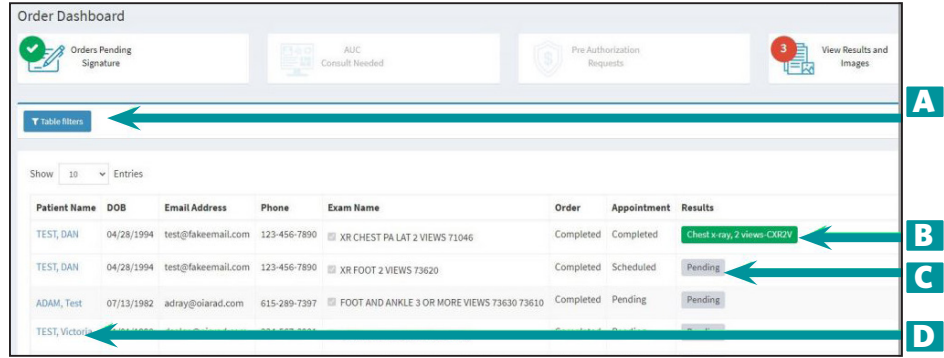 Order Dashboard
Orders Pending
Signature
AUC
Consult Needed
Pre Authorization
Requests
3
View Results and
Images
A
Table filters
Show 10 Entries
Patient Name DOB Email Address Phone Exam Name Order Appointment Results
TEST, DAN 04/28/1994 test@fakeemail.com 123-456-7890 XR CHEST PA LAT 2 VIEWS 71046 Completed Completed Chest x-ray, 2 views-CXR2V
B
TEST, DAN 04/28/1994 test@fakeemail.com 123-456-7890 XR FOOT 2 VIEWS 73620 Completed Scheduled Pending
C
ADAM, Test 07/13/1982 adray@oiarad.com 615-289-7397 FOOT AND ANKLE 3 OR MORE VIEWS 73630 73610 Completed Pending Pending
TEST, Victoria
D